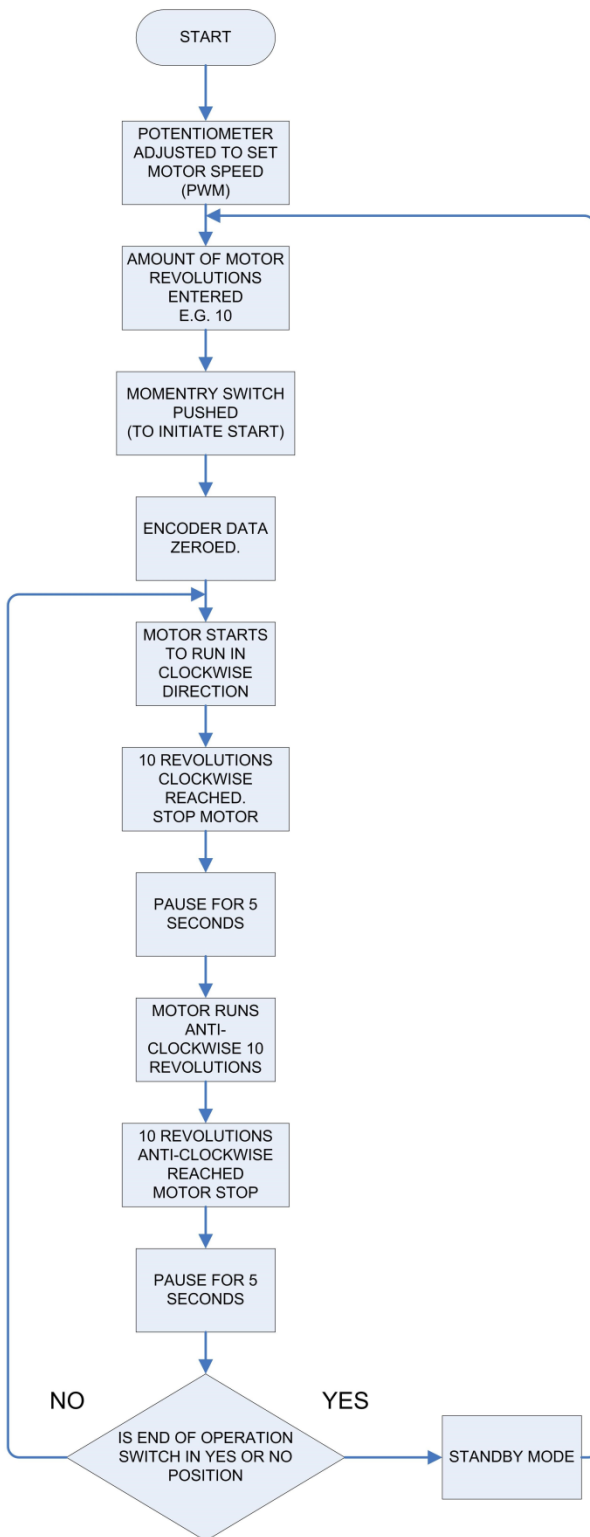 START
POTENTIOMETER
ADJUSTED TO SET
MOTOR SPEED
(PWM)
AMOUNT OF MOTOR
REVOLUTIONS
ENTERED
E.G. 10
MOMENTRY SWITCH
PUSHED
(TO INITIATE START)
ENCODER DATA
ZEROED.
MOTOR STARTS
TO RUN IN
CLOCKWISE
DIRECTION
10 REVOLUTIONS
CLOCKWISE
REACHED.
STOP MOTOR
PAUSE FOR 5
SECONDS
MOTOR RUNS
ANTI-
CLOCKWISE 10
REVOLUTIONS
10 REVOLUTIONS
ANTI-CLOCKWISE
REACHED
MOTOR STOP
PAUSE FOR 5
SECONDS
NO
YES
IS END OF OPERATION
SWITCH IN YES OR NO
POSITION
STANDBY MODE